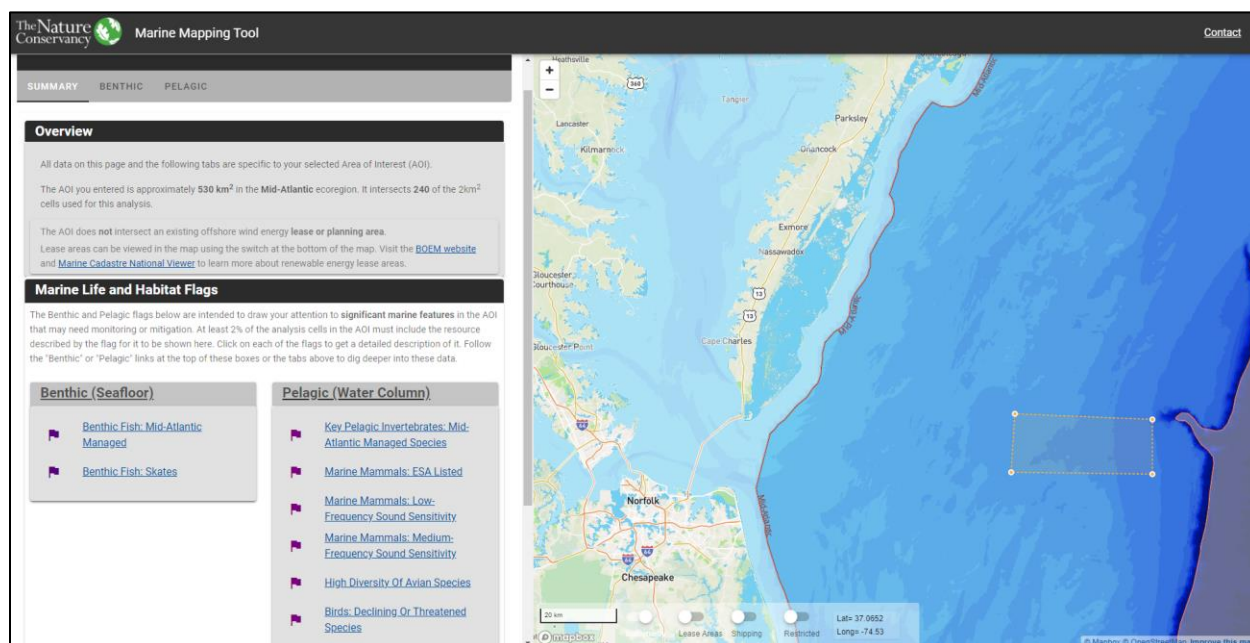 The Nature
Conservancy
Marine Mapping Tool
Contact
SUMMARY BENTHIC PELAGIC
Overview
All data on this page and the following tabs are specific to your selected Area of Interest (AOI).
The AOI you entered is approximately 530 km² in the Mid-Atlantic ecoregion. It intersects 240 of the 2km²
cells used for this analysis.
The AOI does not intersect an existing offshore wind energy lease or planning area.
Lease areas can be viewed in the map using the switch at the bottom of the map. Visit the BOEM website
and Marine Cadastre National Viewer to learn more about renewable energy lease areas.
Marine Life and Habitat Flags
The Benthic and Pelagic flags below are intended to draw your attention to significant marine features in the AOI
that may need monitoring or mitigation. At least 2% of the analysis cells in the AOI must include the resource
described by the flag for it to be shown here. Click on each of the flags to get a detailed description of it. Follow
the "Benthic" or "Pelagic" links at the top of these boxes or the tabs above to dig deeper into these data.
Benthic (Seafloor)
Benthic Fish: Mid-Atlantic
Managed
Benthic Fish: Skates
Pelagic (Water Column)
Key Pelagic Invertebrates: Mid-
Atlantic Managed Species
Marine Mammals: ESA Listed
Marine Mammals: Low-
Frequency Sound Sensitivity
Marine Mammals: Medium-
Frequency Sound Sensitivity
High Diversity Of Avian Species
Birds: Declining Or Threatened
Species
+
−
Heathsville
360
Tangier
Lancaster
Kilmarnock
Parksley
Onancock
Mid-Atlantic
Exmore
Nassawadox
Gloucester
Courthouse
13
13
Mid-Atlantic
Gloucester Point
Cape Charles
64
Norfolk
Mid-Atlantic
64
Chesapeake
20 km
Lease Areas
Shipping
Restricted
Lat= 37.0652
Long= -74.53
mapbox
© Mapbox © OpenStreetMap Improve this map